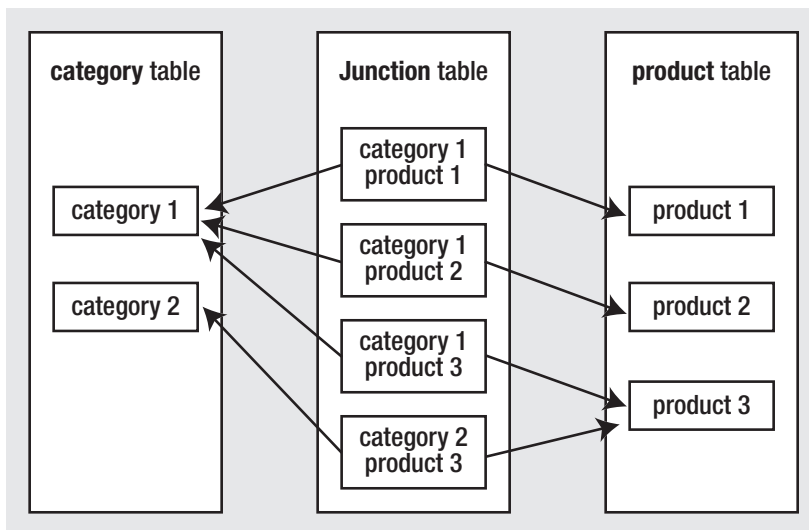 category table
category 1
category 2
Junction table
category 1
product 1
category 1
product 2
category 1
product 3
category 2
product 3
product table
product 1
product 2
product 3